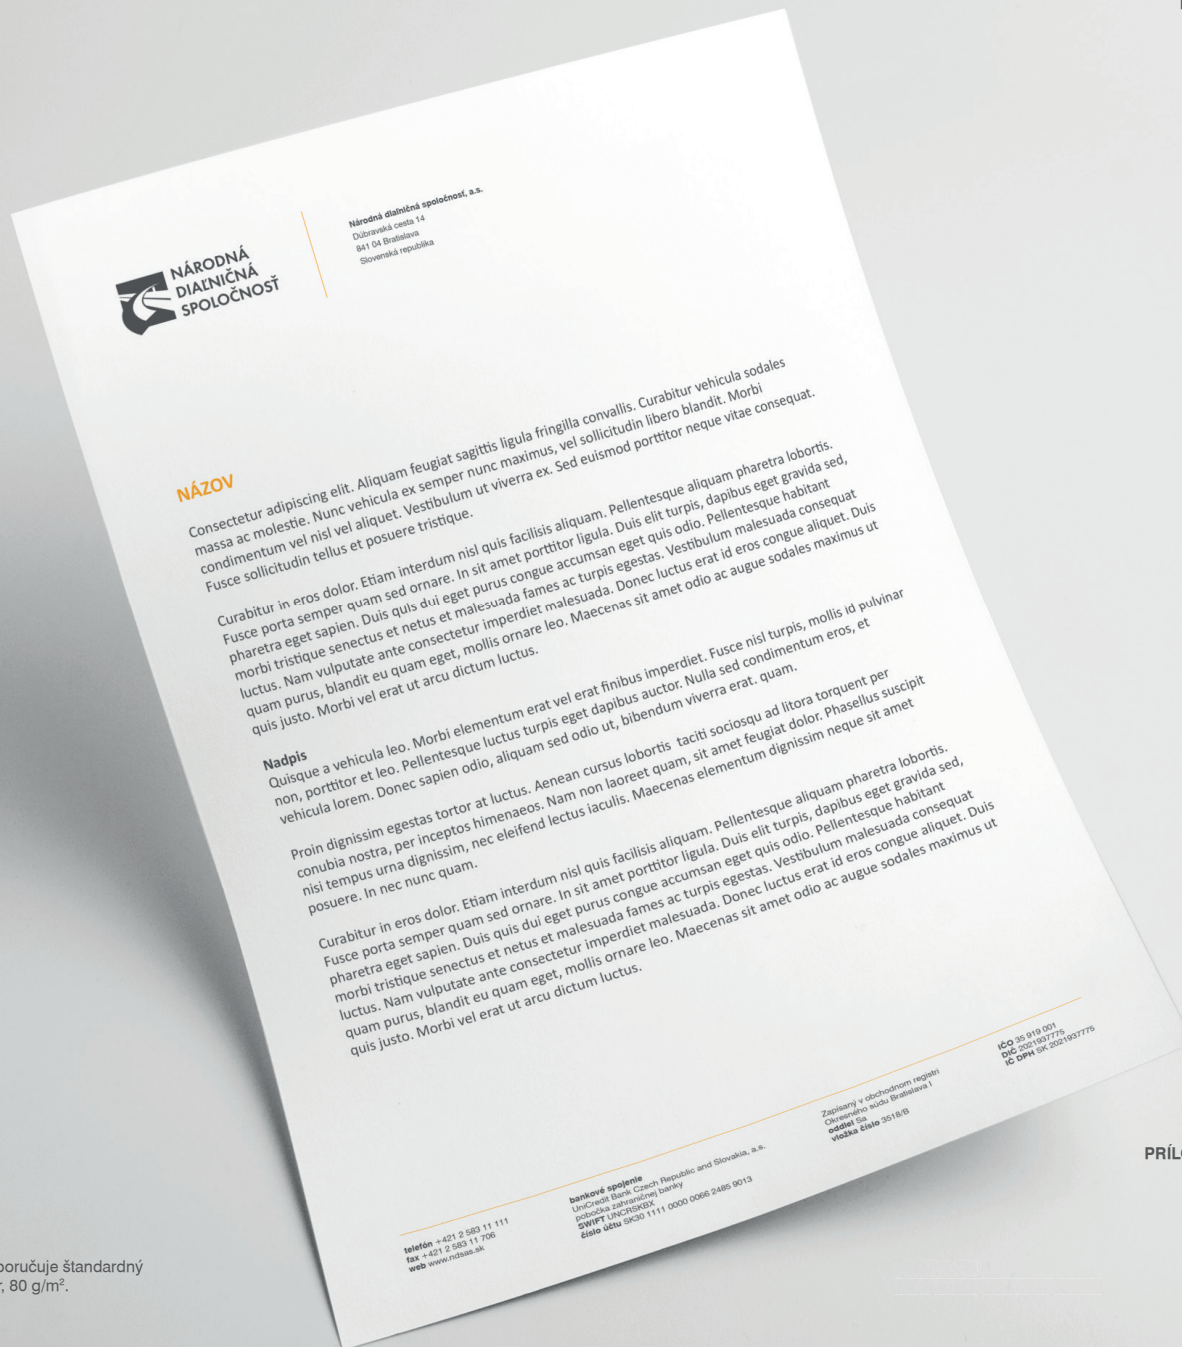 NÁRODNÁ
DIAĽNIČNÁ
SPOLOČNOSŤ
Národná diaľničná spoločnosť, a.s.
Dúbravská cesta 14
841 04 Bratislava
Slovenská republika
NÁZOV
Consectetur adipiscing elit. Aliquam feugiat sagittis ligula fringilla convallis. Curabitur vehicula sodales
massa ac molestie. Nunc vehicula ex semper nunc maximus, vel sollicitudin libero blandit. Morbi
condimentum vel nisl vel aliquet. Vestibulum ut viverra ex. Sed euismod porttitor neque vitae consequat.
Fusce sollicitudin tellus et posuere tristique.
Curabitur in eros dolor. Etiam interdum nisl quis facilisis aliquam. Pellentesque aliquam pharetra lobortis.
Fusce porta semper quam sed ornare. In sit amet porttitor ligula. Duis elit turpis, dapibus eget gravida sed,
pharetra eget sapien. Duis quis dui eget purus congue accumsan eget quis odio. Pellentesque habitant
morbi tristique senectus et netus et malesuada fames ac turpis egestas. Vestibulum malesuada consequat
luctus. Nam vulputate ante consectetur imperdiet malesuada. Donec luctus erat id eros congue aliquet. Duis
quam purus, blandit eu quam eget, mollis ornare leo. Maecenas sit amet odio ac augue sodales maximus ut
quis justo. Morbi vel erat ut arcu dictum luctus.
Nadpis
Quisque a vehicula leo. Morbi elementum erat vel erat finibus imperdiet. Fusce nisl turpis, mollis id pulvinar
non, porttitor et leo. Pellentesque luctus turpis eget dapibus auctor. Nulla sed condimentum eros, et
vehicula lorem. Donec sapien odio, aliquam sed odio ut, bibendum viverra erat. quam.
Proin dignissim egestas tortor at luctus. Aenean cursus lobortis taciti sociosqu ad litora torquent per
conubia nostra, per inceptos himenaeos. Nam non laoreet quam, sit amet feugiat dolor. Phasellus suscipit
nisi tempus urna dignissim, nec eleifend lectus iaculis. Maecenas elementum dignissim neque sit amet
posuere. In nec nunc quam.
Curabitur in eros dolor. Etiam interdum nisl quis facilisis aliquam. Pellentesque aliquam pharetra lobortis.
Fusce porta semper quam sed ornare. In sit amet porttitor ligula. Duis elit turpis, dapibus eget gravida sed,
pharetra eget sapien. Duis quis dui eget purus congue accumsan eget quis odio. Pellentesque habitant
morbi tristique senectus et netus et malesuada fames ac turpis egestas. Vestibulum malesuada consequat
luctus. Nam vulputate ante consectetur imperdiet malesuada. Donec luctus erat id eros congue aliquet. Duis
quam purus, blandit eu quam eget, mollis ornare leo. Maecenas sit amet odio ac augue sodales maximus ut
quis justo. Morbi vel erat ut arcu dictum luctus.
telefón +421 2 583 11 111
fax +421 2 583 11 706
web www.ndsas.sk
bankové spojenie
UniCredit Bank Czech Republic and Slovakia, a.s.
pobočka zahraničnej banky
SWIFT UNCRSKBX
číslo účtu SK30 1111 0000 0066 2485 9013
Zapísaný v obchodnom registri
Okresného súdu Bratislava I
oddiel Sa
vložka číslo 3518/B
IČO 35 919 001
DIČ 2021937775
IČ DPH SK 2021937775
PRÍL
poručuje štandardný
, 80 g/m².